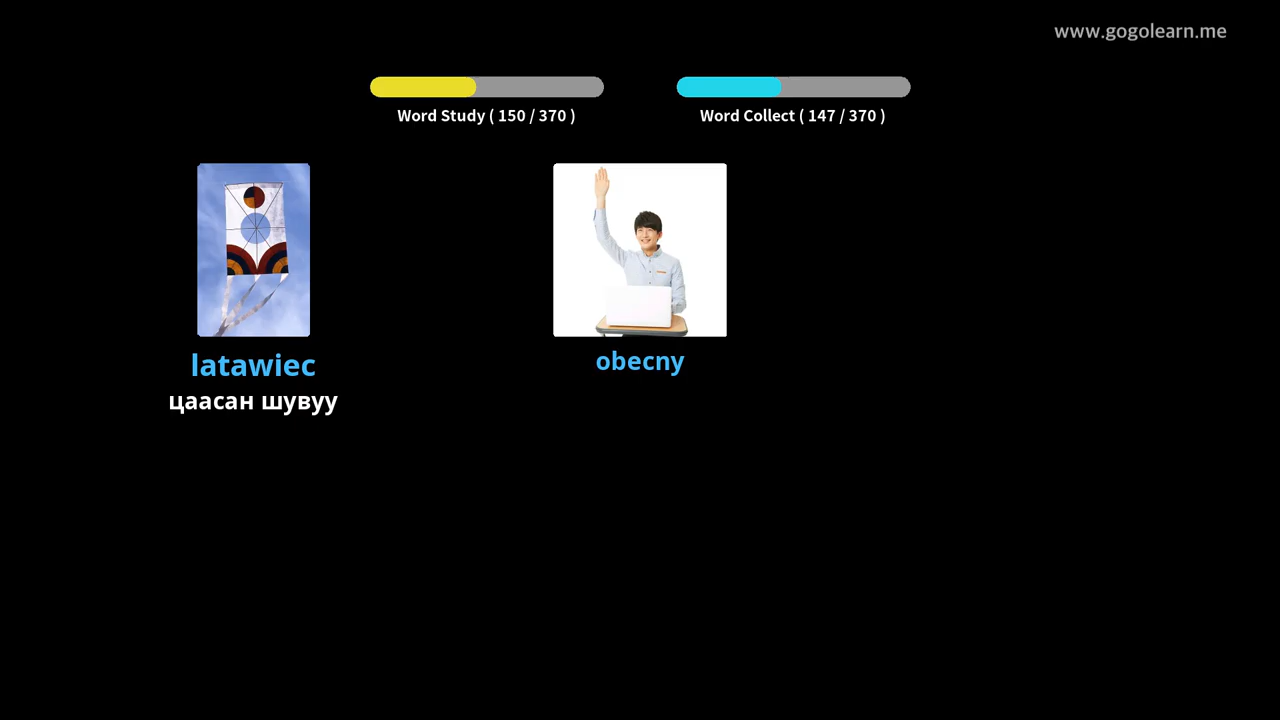 www.gogolearn.me
Word Study ( 150 / 370 )
Word Collect ( 147 / 370 )
latawiec
цаасан шувуу
obecny